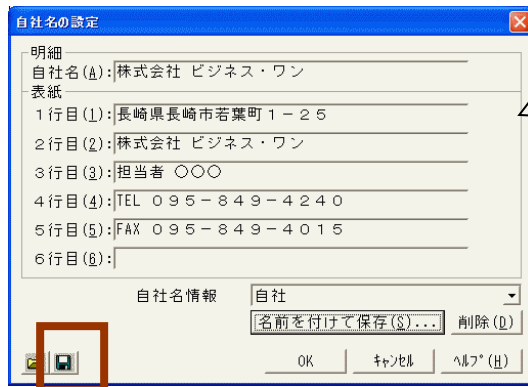 自社名の設定
明細
自社名(A):株式会社 ビジネス・ワン
表紙
1行目(1):長崎県長崎市若葉町1-25
2行目(2):株式会社 ビジネス・ワン
3行目(3):担当者 ○○○
4行目(4):TEL 095-849-4240
5行目(5):FAX 095-849-4015
6行目(6):
自社名情報 自社
名前を付けて保存(S)... 削除(D)
OK キャンセル ヘルプ(H)